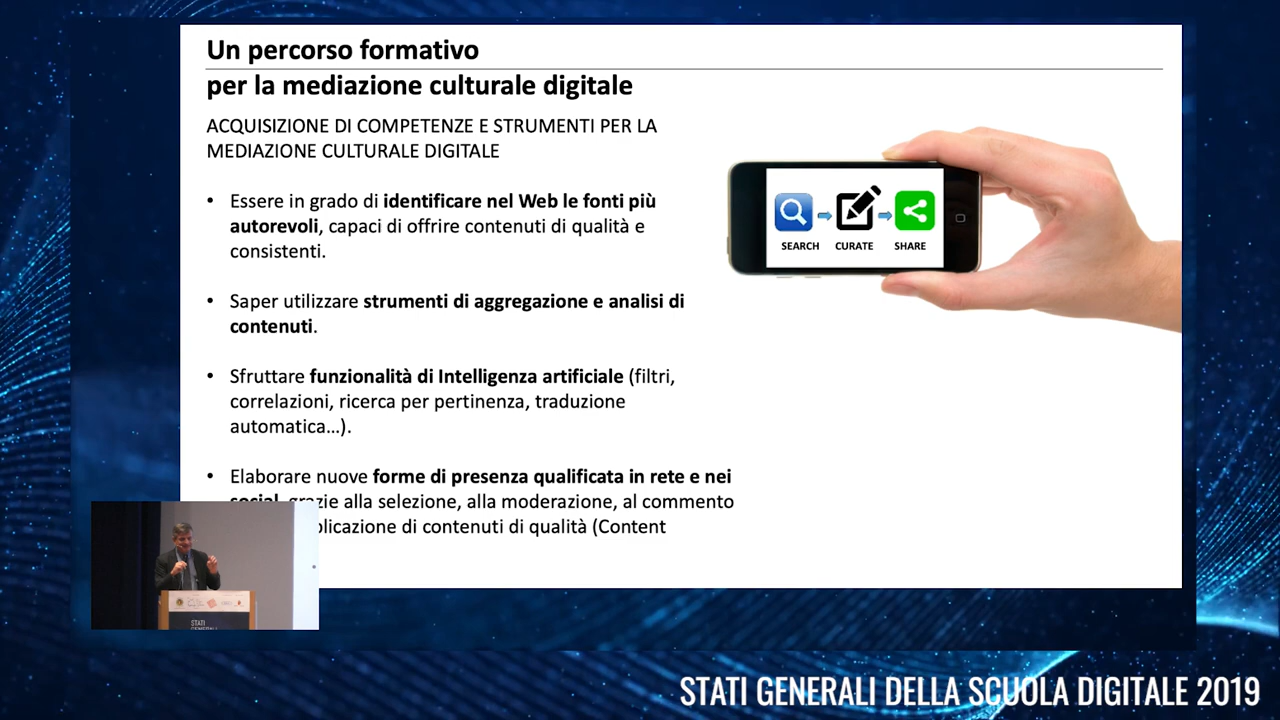 Un percorso formativo
per la mediazione culturale digitale
ACQUISIZIONE DI COMPETENZE E STRUMENTI PER LA
MEDIAZIONE CULTURALE DIGITALE
• Essere in grado di identificare nel Web le fonti più
autorevoli, capaci di offrire contenuti di qualità e
consistenti.
• Saper utilizzare strumenti di aggregazione e analisi di
contenuti.
• Sfruttare funzionalità di Intelligenza artificiale (filtri,
correlazioni, ricerca per pertinenza, traduzione
automatica...).
• Elaborare nuove forme di presenza qualificata in rete e nei
social, grazie alla selezione, alla moderazione, al commento
di contenuti di qualità (Content
SEARCH CURATE SHARE
STATI
STATI GENERALI DELLA SCUOLA DIGITALE 2019